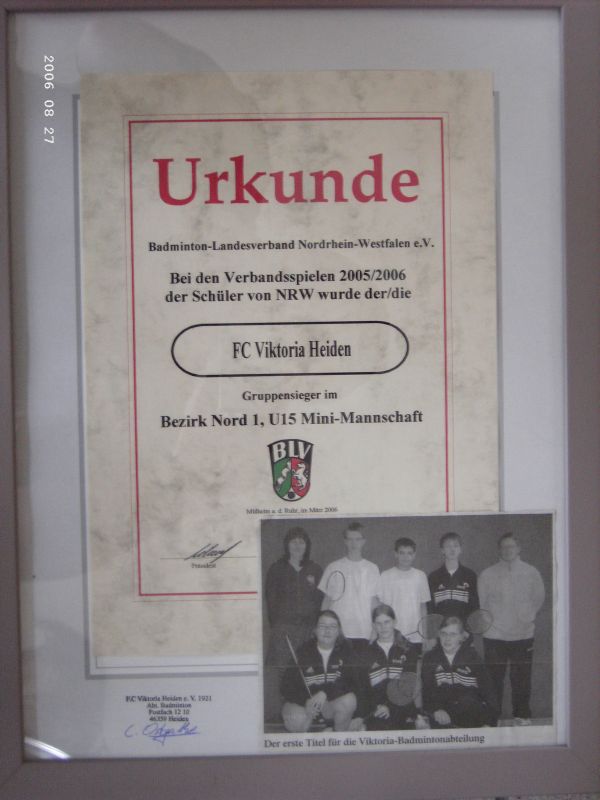 2006 08 27
Urkunde
Badminton-Landesverband Nordrhein-Westfalen e.V.
Bei den Verbandsspielen 2005/2006
der Schüler von NRW wurde der/die
FC Viktoria Heiden
Gruppensieger im
Bezirk Nord 1, U15 Mini-Mannschaft
BLV
Mülheim a. d. Ruhr, im März 2006
Präsident
FC Viktoria Heiden e. V. 1921
Abt. Badminton
Postfach 12 10
46359 Heiden
Der erste Titel für die Viktoria-Badmintonabteilung